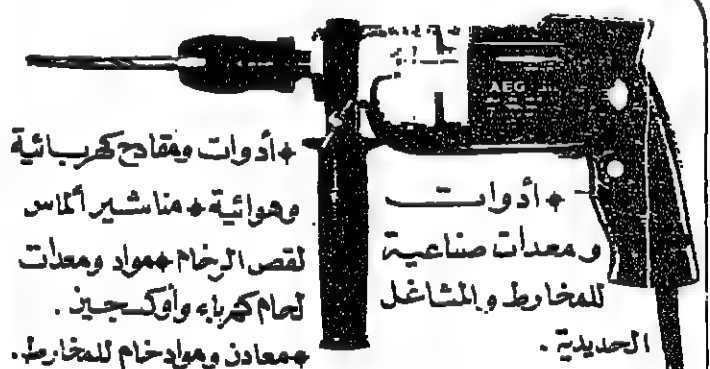 AEG
✦ أدوات
ومعدات صناعية
للمخارط والمشاغل
الحديدية .
✦ أدوات ومقادح كهربائية
وهوائية ✦ مناشير ألماس
لقص الرخام ✦ مواد ومعدات
لحام كهرباء وأوكسجين .
✦ معادن ومواد خام للمخارط .